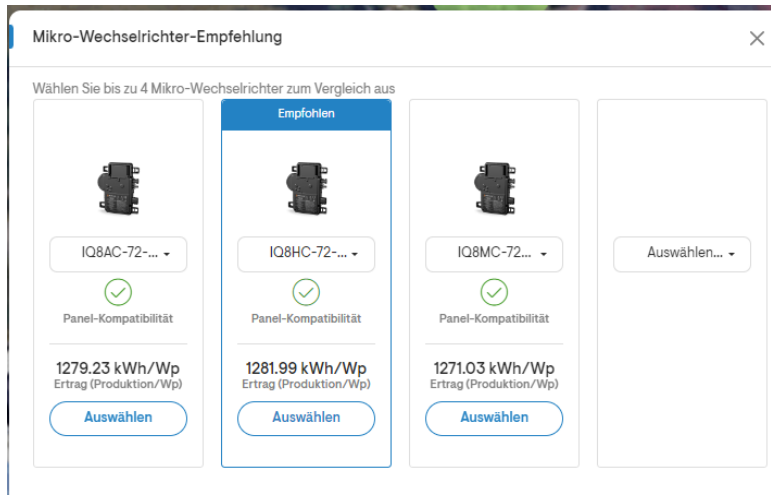 Mikro-Wechselrichter-Empfehlung
Wählen Sie bis zu 4 Mikro-Wechselrichter zum Vergleich aus
IQ8AC-72-...
Panel-Kompatibilität
1279.23 kWh/Wp
Ertrag (Produktion/Wp)
Auswählen
Empfohlen
IQ8HC-72-...
Panel-Kompatibilität
1281.99 kWh/Wp
Ertrag (Produktion/Wp)
Auswählen
IQ8MC-72...
Panel-Kompatibilität
1271.03 kWh/Wp
Ertrag (Produktion/Wp)
Auswählen
Auswählen...